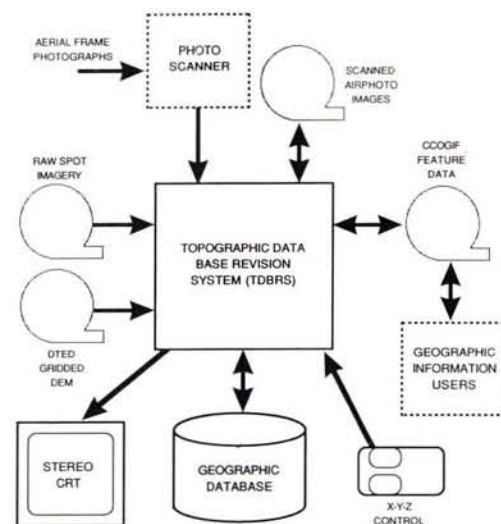 AERIAL FRAME
PHOTOGRAPHS
PHOTO
SCANNER
SCANNED
AIRPHOTO
IMAGES
RAW SPOT
IMAGERY
CCOGIF
FEATURE
DATA
TOPOGRAPHIC DATA
BASE REVISION
SYSTEM (TDBRS)
DTED
GRIDDED
DEM
GEOGRAPHIC
INFORMATION
USERS
STEREO
CRT
GEOGRAPHIC
DATABASE
X-Y-Z
CONTROL